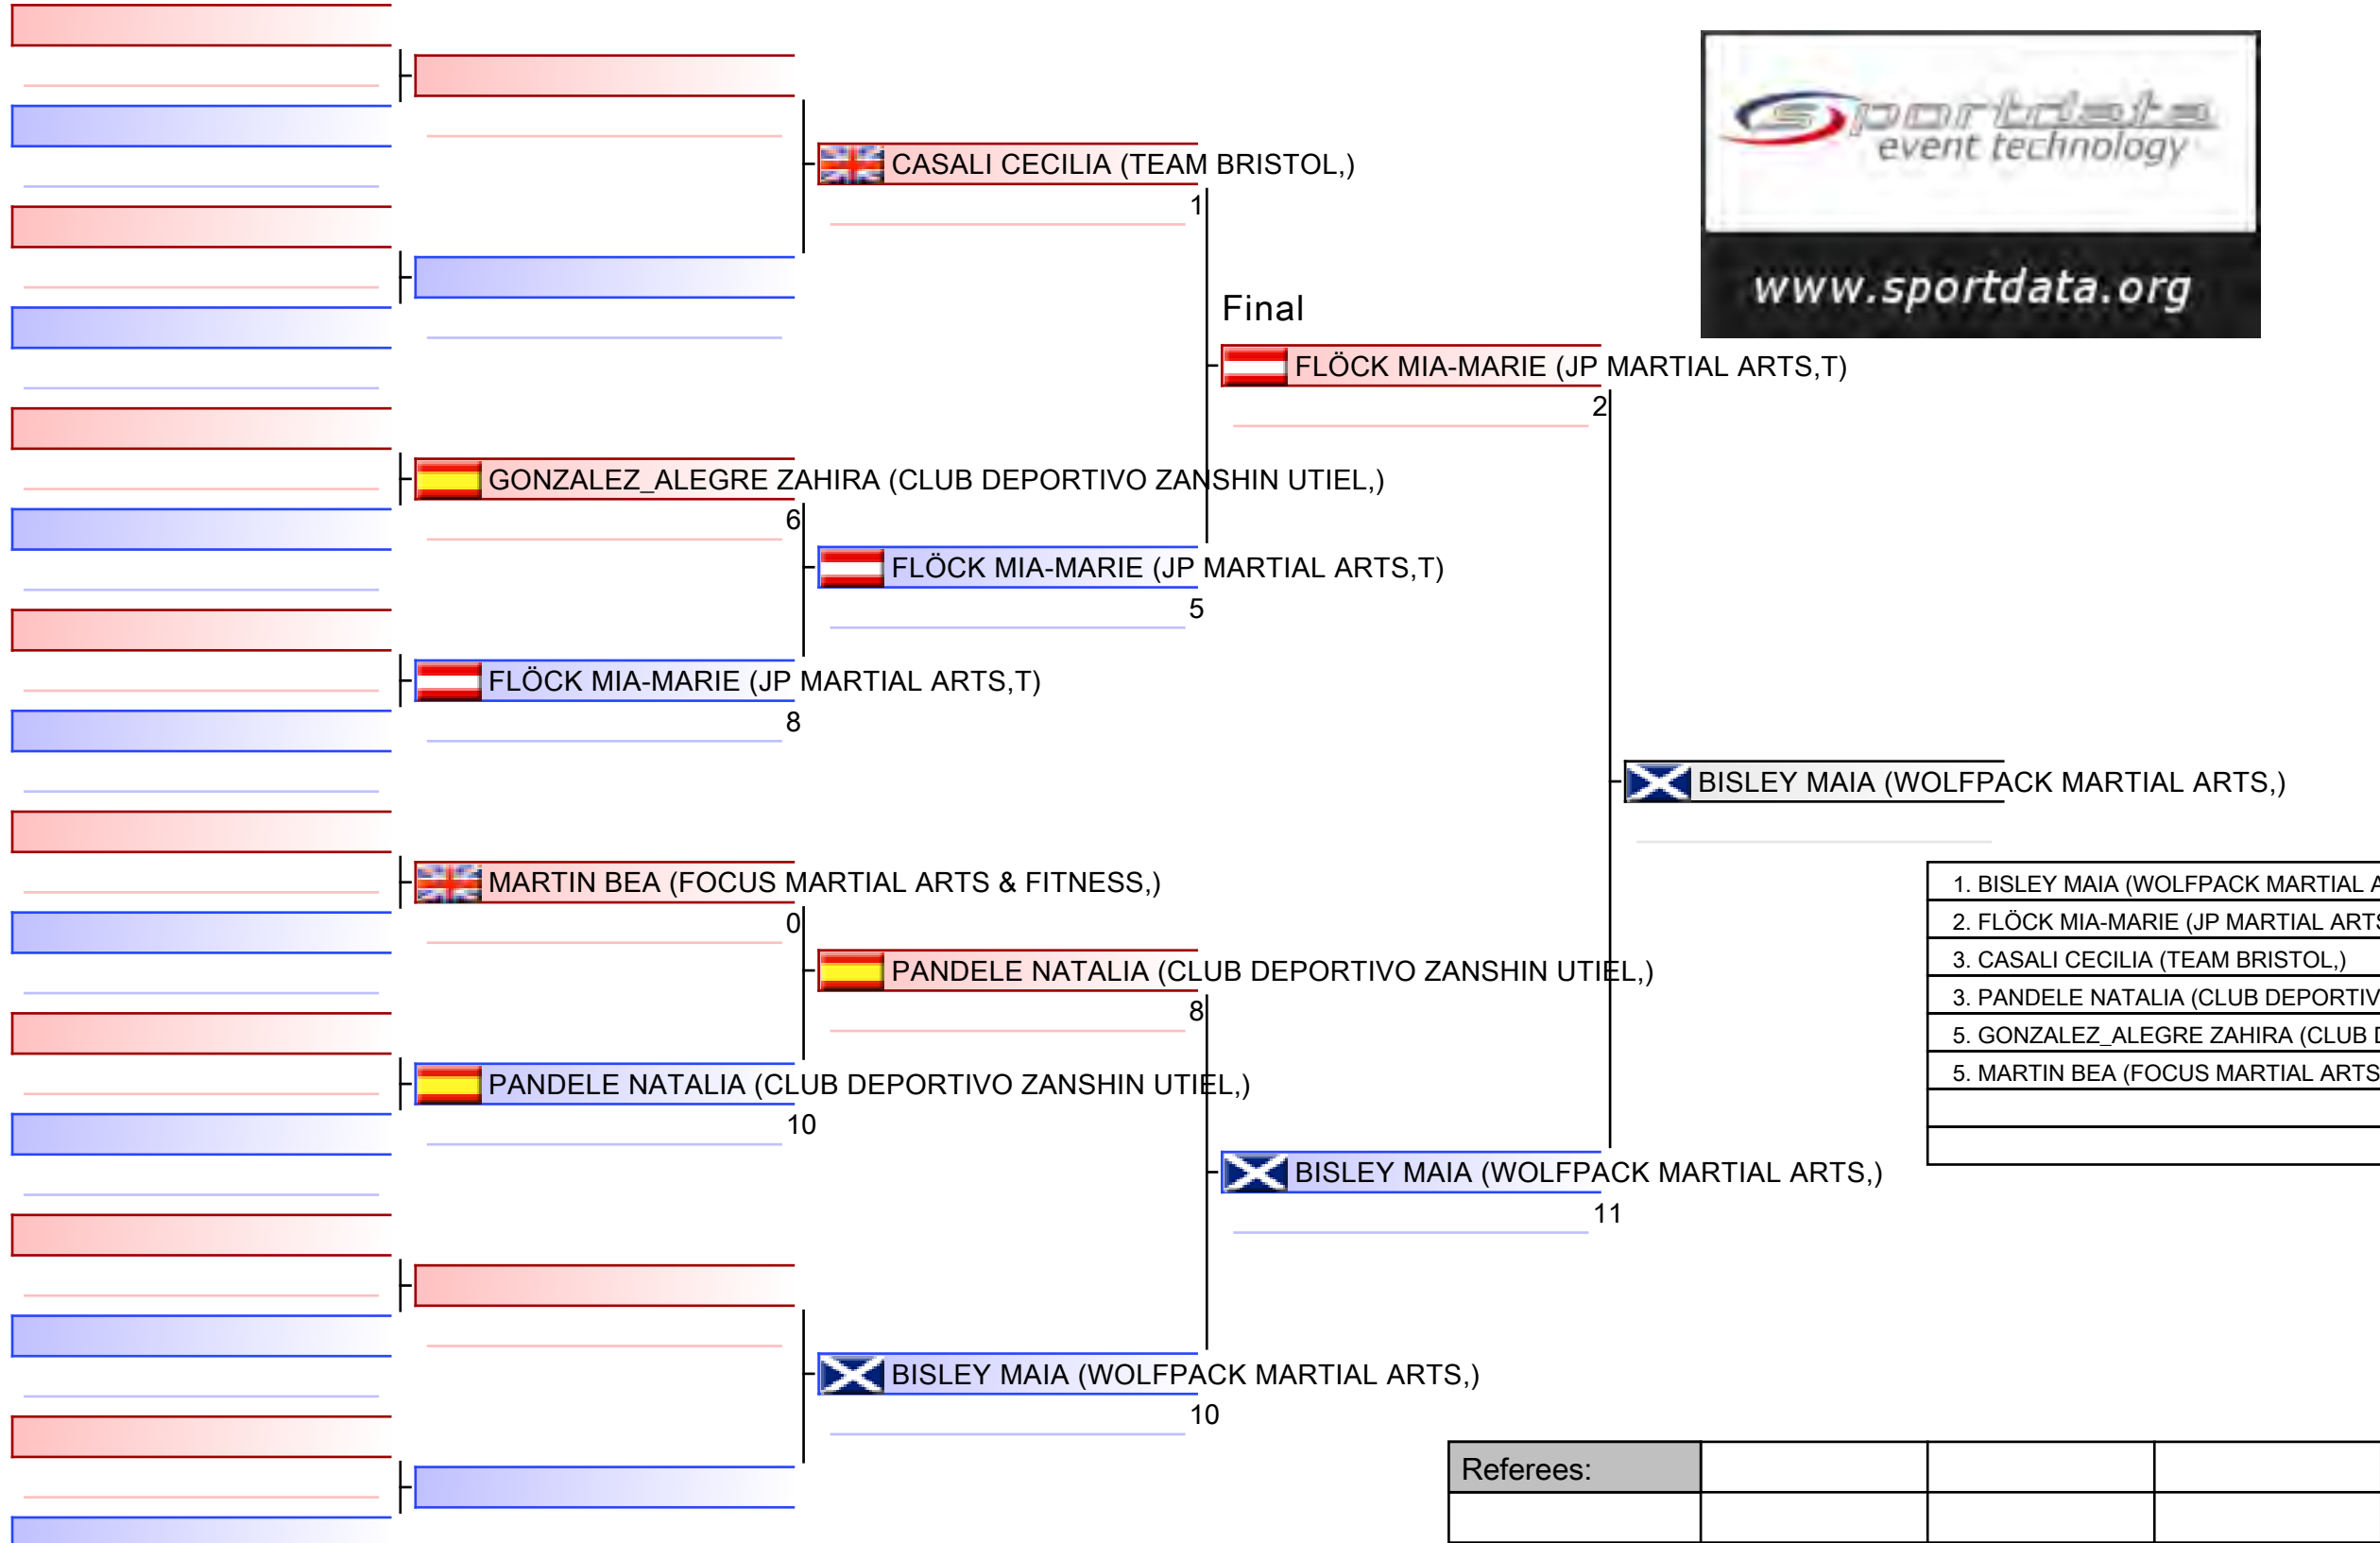 sportdata
event technology
www.sportdata.org
CASALI CECILIA (TEAM BRISTOL,)
1
Final
FLÖCK MIA-MARIE (JP MARTIAL ARTS,T)
2
GONZALEZ_ALEGRE ZAHIRA (CLUB DEPORTIVO ZANSHIN UTIEL,)
6
FLÖCK MIA-MARIE (JP MARTIAL ARTS,T)
5
FLÖCK MIA-MARIE (JP MARTIAL ARTS,T)
8
BISLEY MAIA (WOLFPACK MARTIAL ARTS,)
MARTIN BEA (FOCUS MARTIAL ARTS & FITNESS,)
0
PANDELE NATALIA (CLUB DEPORTIVO ZANSHIN UTIEL,)
8
PANDELE NATALIA (CLUB DEPORTIVO ZANSHIN UTIEL,)
10
BISLEY MAIA (WOLFPACK MARTIAL ARTS,)
11
BISLEY MAIA (WOLFPACK MARTIAL ARTS,)
10
1. BISLEY MAIA (WOLFPACK MARTIAL
2. FLÖCK MIA-MARIE (JP MARTIAL ARTS
3. CASALI CECILIA (TEAM BRISTOL,)
3. PANDELE NATALIA (CLUB DEPORTIV
5. GONZALEZ_ALEGRE ZAHIRA (CLUB
5. MARTIN BEA (FOCUS MARTIAL ARTS
Referees: